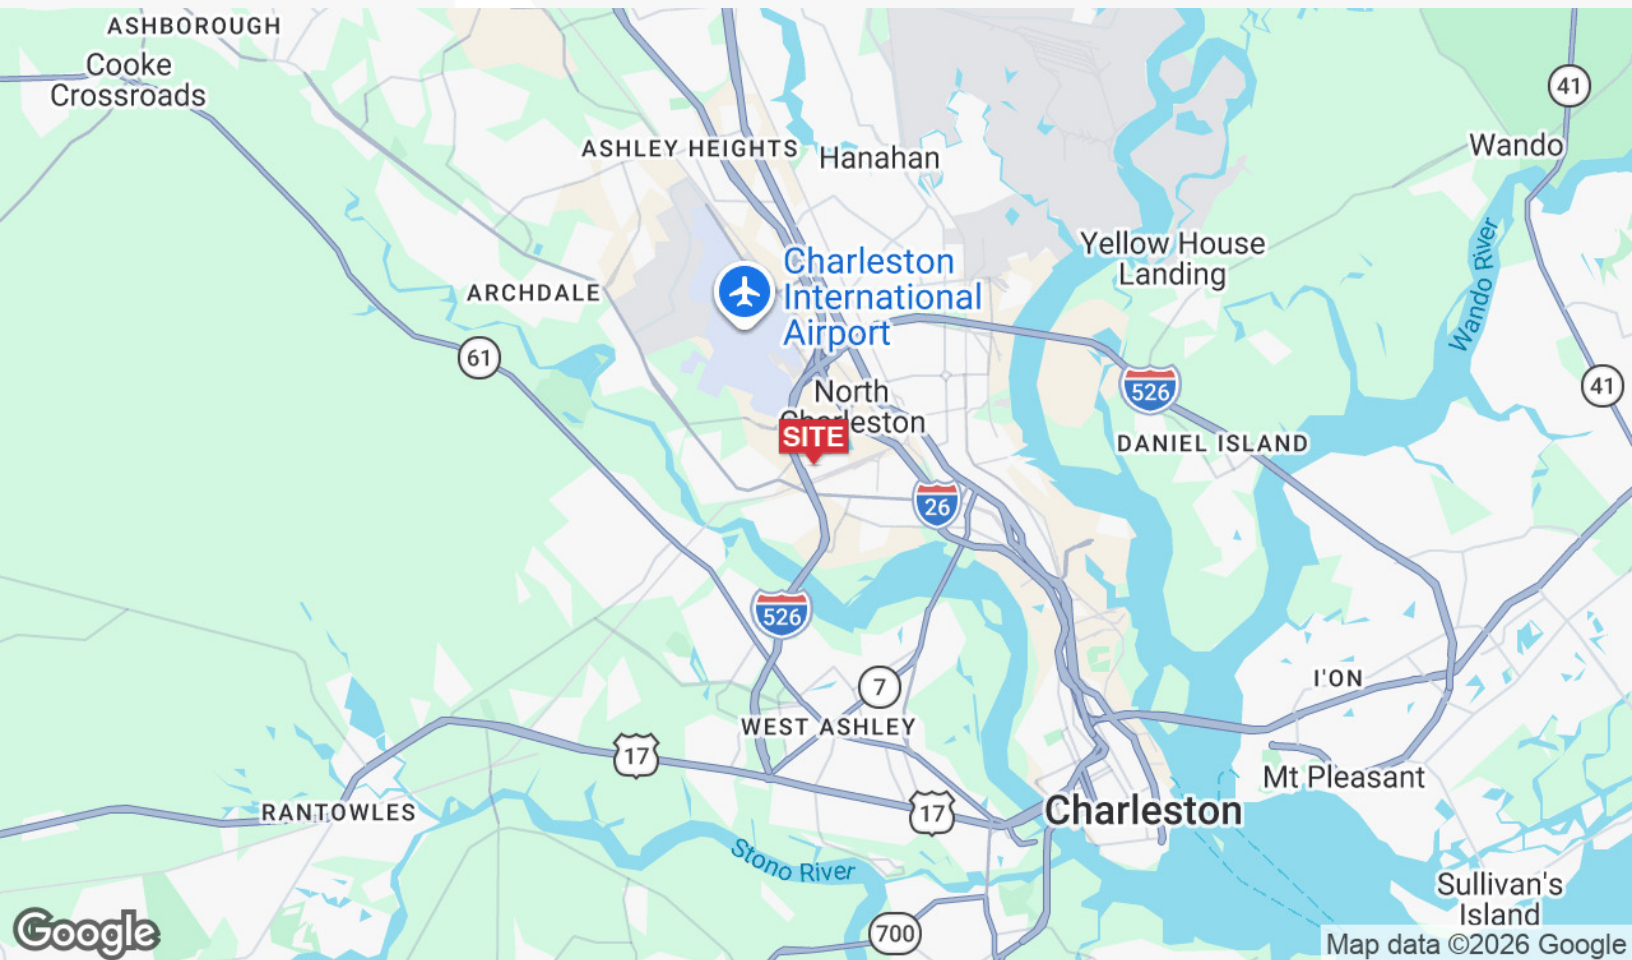 ASHBOROUGH
Cooke
Crossroads
41
Wando
ASHLEY HEIGHTS
Hanahan
Yellow House
Landing
Wando River
Charleston
International
Airport
ARCHDALE
61
526
41
North
Charleston
SITE
DANIEL ISLAND
26
526
7
I'ON
WEST ASHLEY
17
17
Mt Pleasant
RANTOWLES
Charleston
Stono River
Sullivan's
Island
700
Google
Map data ©2026 Google